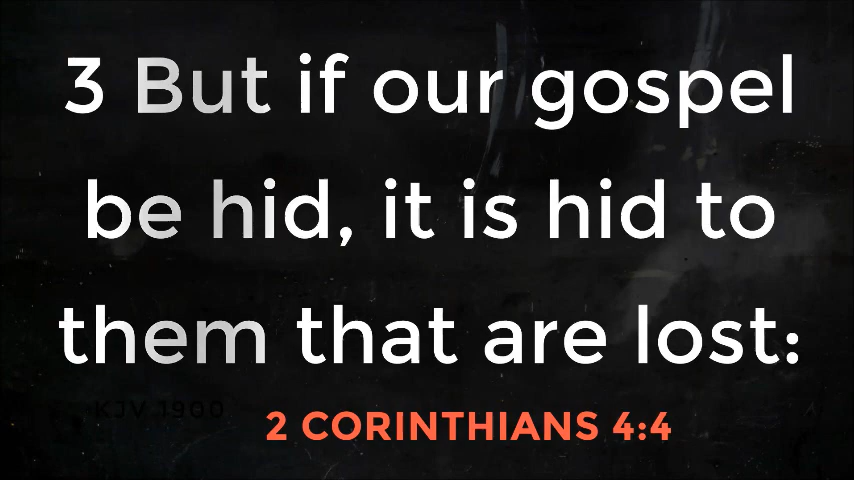 3 But if our gospel
be hid, it is hid to
them that are lost:
KJV 1900
2 CORINTHIANS 4:4